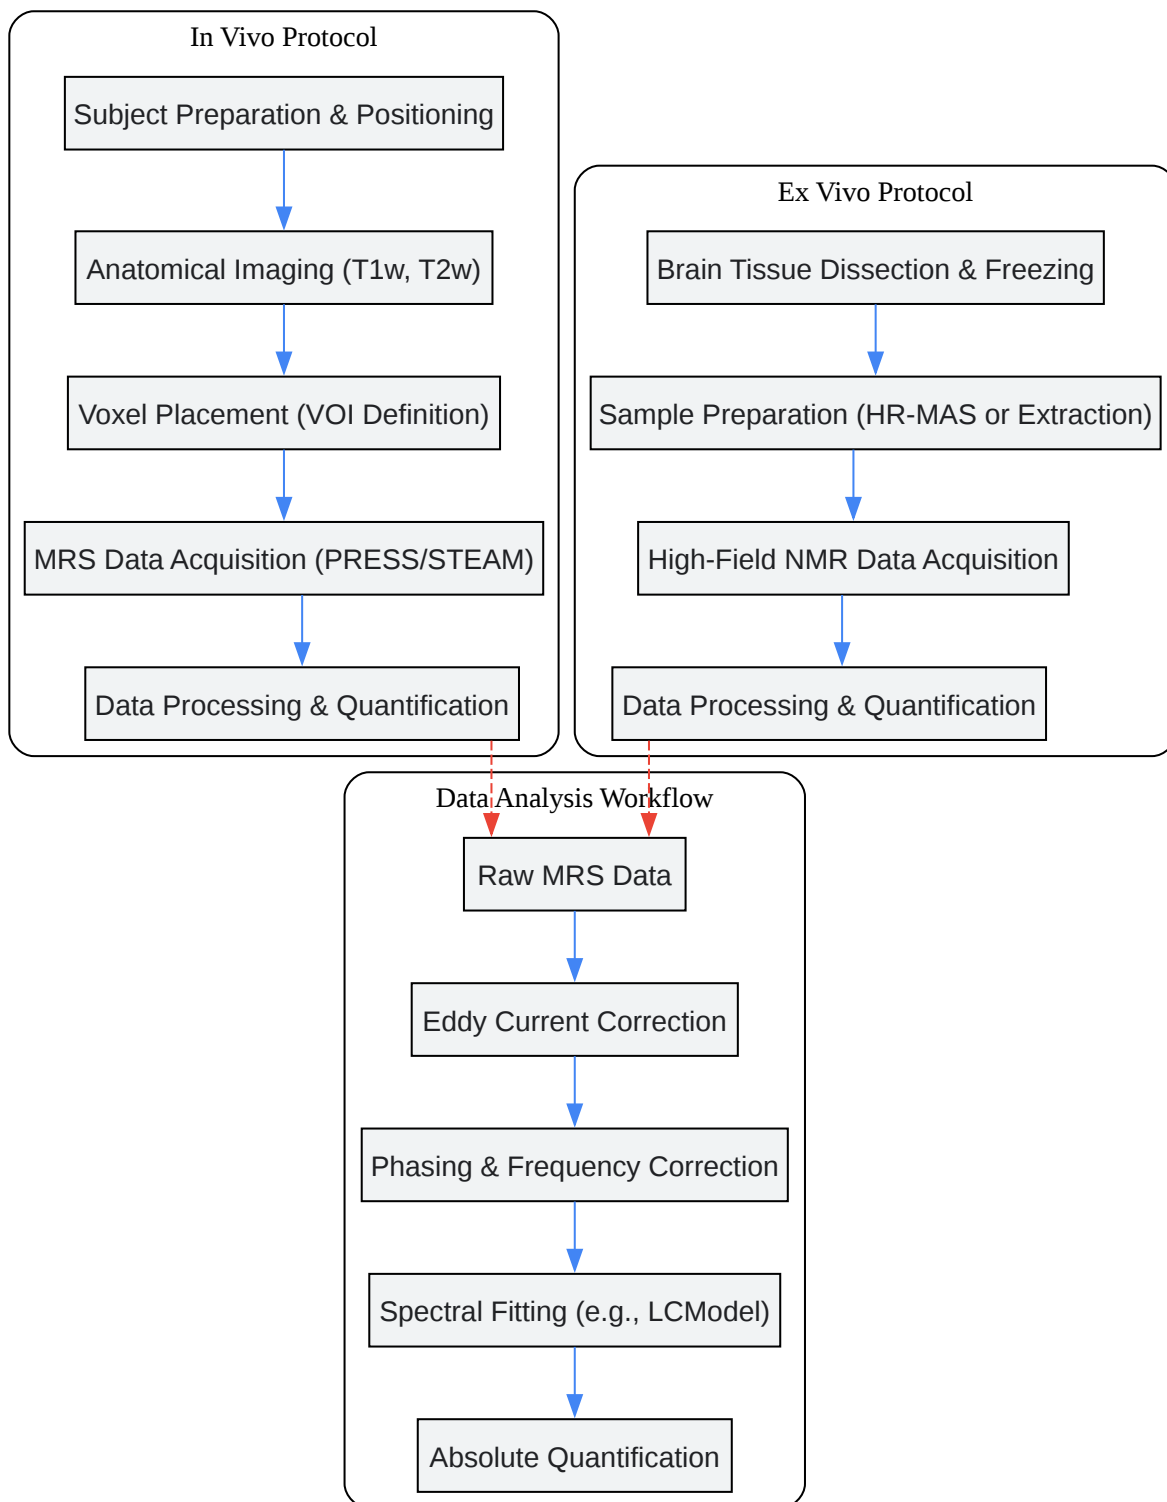 In Vivo Protocol
Subject Preparation & Positioning
Anatomical Imaging (T1w, T2w)
Voxel Placement (VOI Definition)
MRS Data Acquisition (PRESS/STEAM)
Data Processing & Quantification
Ex Vivo Protocol
Brain Tissue Dissection & Freezing
Sample Preparation (HR-MAS or Extraction)
High-Field NMR Data Acquisition
Data Processing & Quantification
Data Analysis Workflow
Raw MRS Data
Eddy Current Correction
Phasing & Frequency Correction
Spectral Fitting (e.g., LCModel)
Absolute Quantification